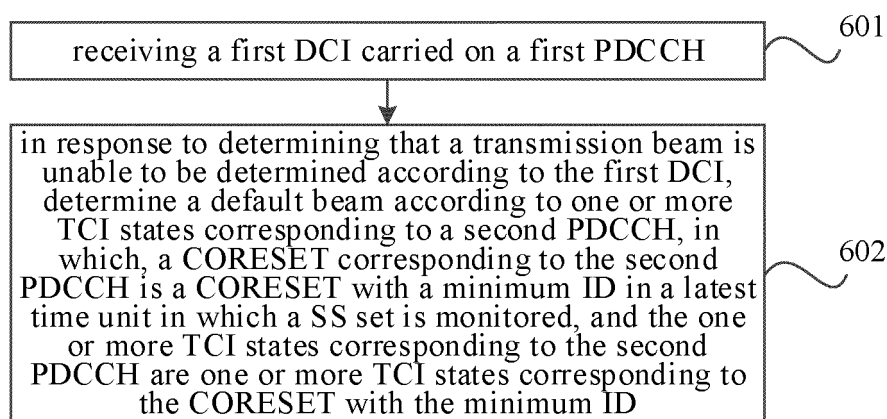 receiving a first DCI carried on a first PDCCH
601
in response to determining that a transmission beam is
unable to be determined according to the first DCI,
determine a default beam according to one or more
TCI states corresponding to a second PDCCH, in
which, a CORESET corresponding to the second
PDCCH is a CORESET with a minimum ID in a latest
time unit in which a SS set is monitored, and the one
or more TCI states corresponding to the second
PDCCH are one or more TCI states corresponding to
the CORESET with the minimum ID
602